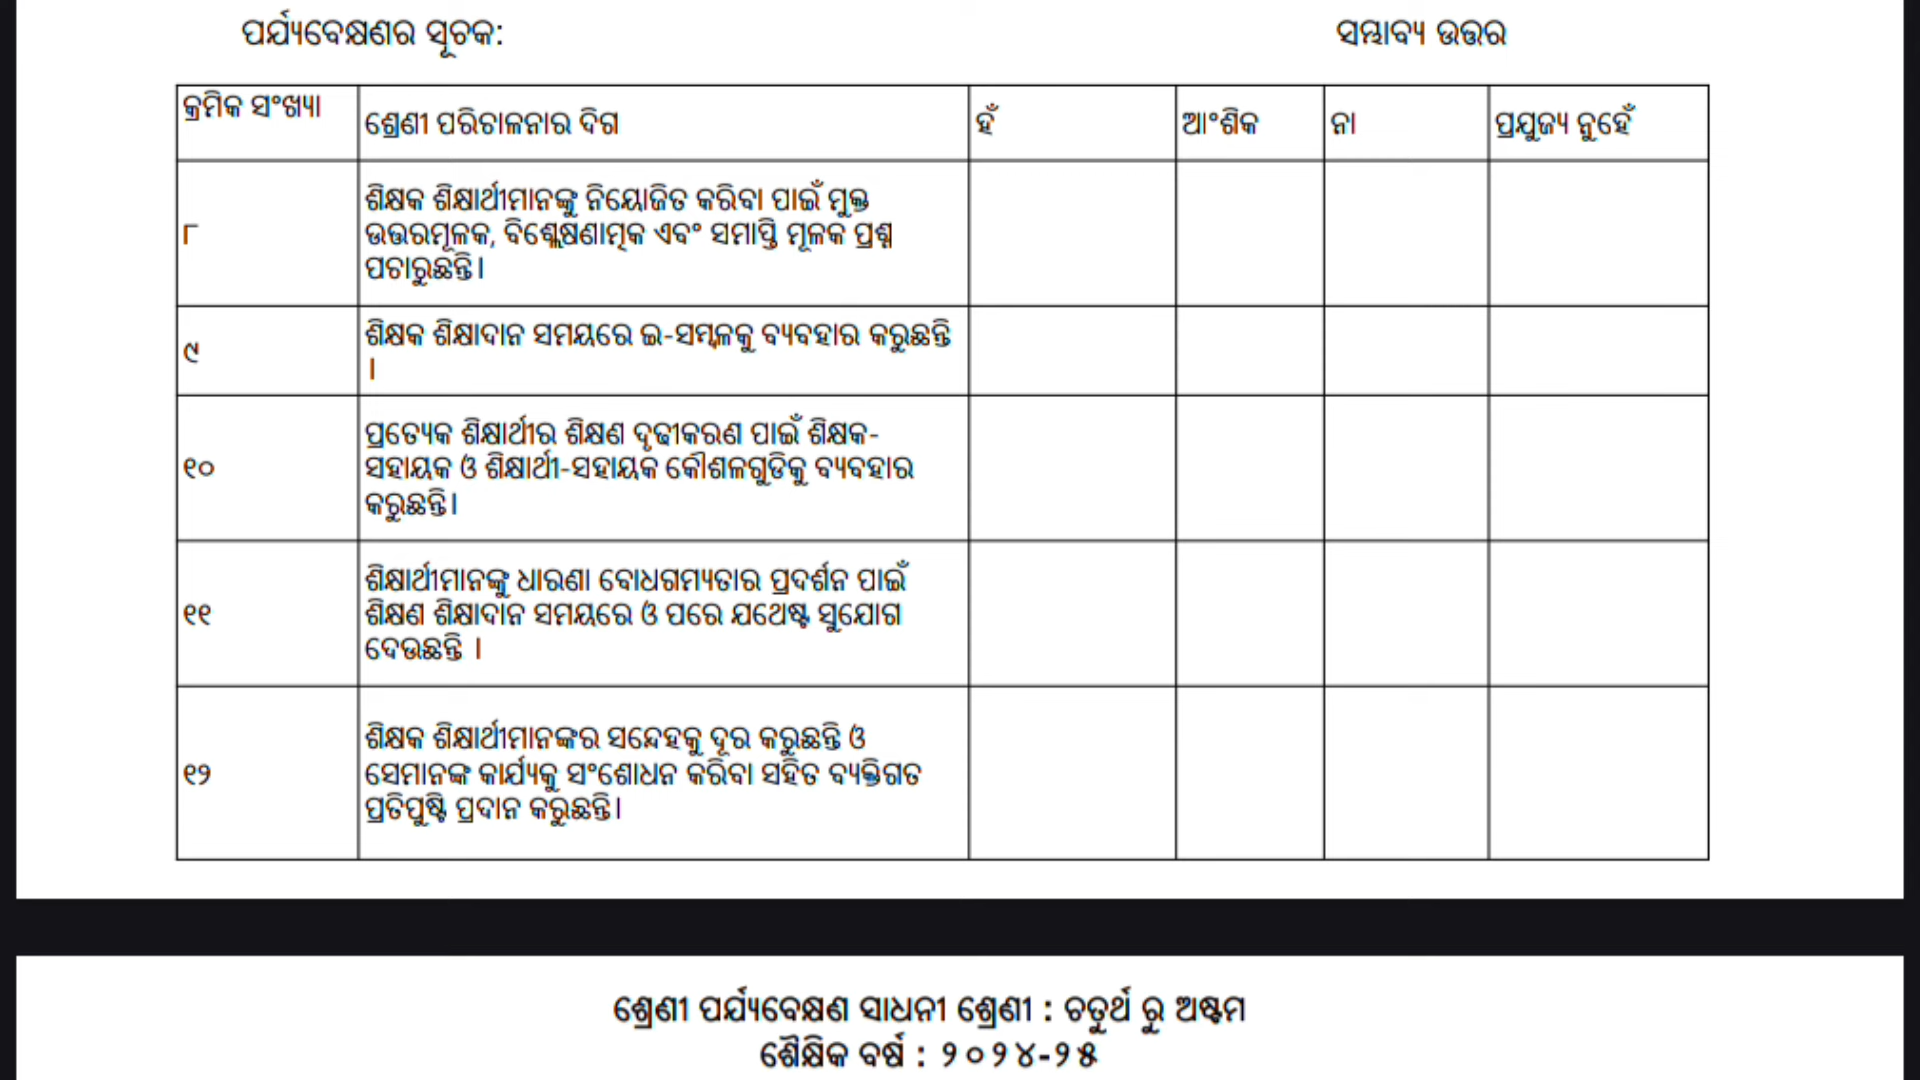 ପର୍ଯ୍ୟବେକ୍ଷଣର ସୂଚକ: ସମ୍ଭାବ୍ୟ ଉତ୍ତର
କ୍ରମିକ ସଂଖ୍ୟା ଶ୍ରେଣୀ ପରିଚାଳନାର ଦିଗ ହଁ ଆଂଶିକ ନା ପ୍ରଯୁଜ୍ୟ ନୁହେଁ
୮
ଶିକ୍ଷକ ଶିକ୍ଷାର୍ଥୀମାନଙ୍କୁ ନିୟୋଜିତ କରିବା ପାଇଁ ମୁକ୍ତ
ଉତ୍ତରମୂଳକ, ବିଶ୍ଳେଷଣାତ୍ମକ ଏବଂ ସମାପ୍ତି ମୂଳକ ପ୍ରଶ୍ନ
ପଚାରୁଛନ୍ତି।
୯
ଶିକ୍ଷକ ଶିକ୍ଷାଦାନ ସମୟରେ ଇ-ସମ୍ବଳକୁ ବ୍ୟବହାର କରୁଛନ୍ତି
।
୧୦
ପ୍ରତ୍ୟେକ ଶିକ୍ଷାର୍ଥୀର ଶିକ୍ଷଣ ଦୃଢୀକରଣ ପାଇଁ ଶିକ୍ଷକ-
ସହାୟକ ଓ ଶିକ୍ଷାର୍ଥୀ-ସହାୟକ କୌଶଳଗୁଡିକୁ ବ୍ୟବହାର
କରୁଛନ୍ତି।
୧୧
ଶିକ୍ଷାର୍ଥୀମାନଙ୍କୁ ଧାରଣା ବୋଧଗମ୍ୟତାର ପ୍ରଦର୍ଶନ ପାଇଁ
ଶିକ୍ଷଣ ଶିକ୍ଷାଦାନ ସମୟରେ ଓ ପରେ ଯଥେଷ୍ଟ ସୁଯୋଗ
ଦେଉଛନ୍ତି ।
୧୨
ଶିକ୍ଷକ ଶିକ୍ଷାର୍ଥୀମାନଙ୍କର ସନ୍ଦେହକୁ ଦୂର କରୁଛନ୍ତି ଓ
ସେମାନଙ୍କ କାର୍ଯ୍ୟକୁ ସଂଶୋଧନ କରିବା ସହିତ ବ୍ୟକ୍ତିଗତ
ପ୍ରତିପୁଷ୍ଟି ପ୍ରଦାନ କରୁଛନ୍ତି।
ଶ୍ରେଣୀ ପର୍ଯ୍ୟବେକ୍ଷଣ ସାଧନୀ ଶ୍ରେଣୀ : ଚତୁର୍ଥ ରୁ ଅଷ୍ଟମ
ଶୈକ୍ଷିକ ବର୍ଷ : ୨୦୨୪-୨୫